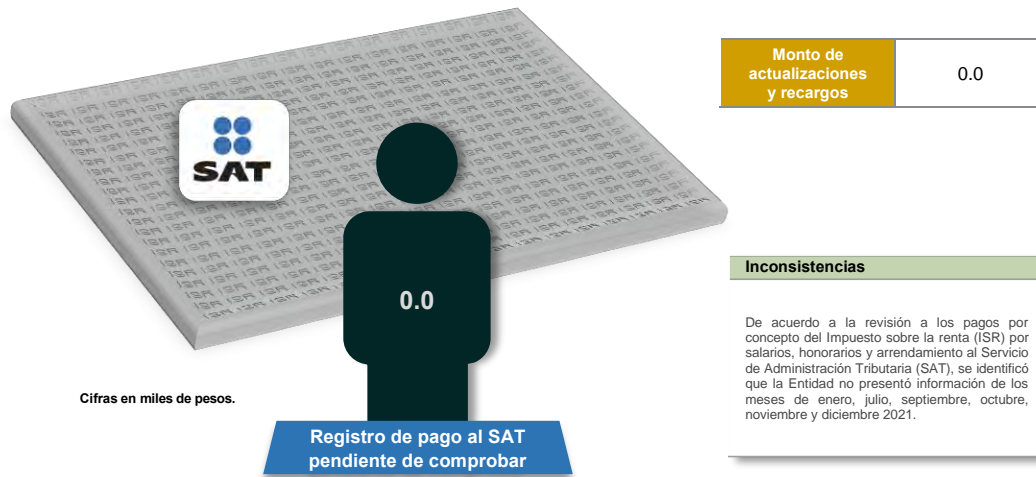 SAT
0.0
Cifras en miles de pesos.
Registro de pago al SAT
pendiente de comprobar
Monto de
actualizaciones
y recargos
0.0
Inconsistencias
De acuerdo a la revisión a los pagos por
concepto del Impuesto sobre la renta (ISR) por
salarios, honorarios y arrendamiento al Servicio
de Administración Tributaria (SAT), se identificó
que la Entidad no presentó información de los
meses de enero, julio, septiembre, octubre,
noviembre y diciembre 2021.